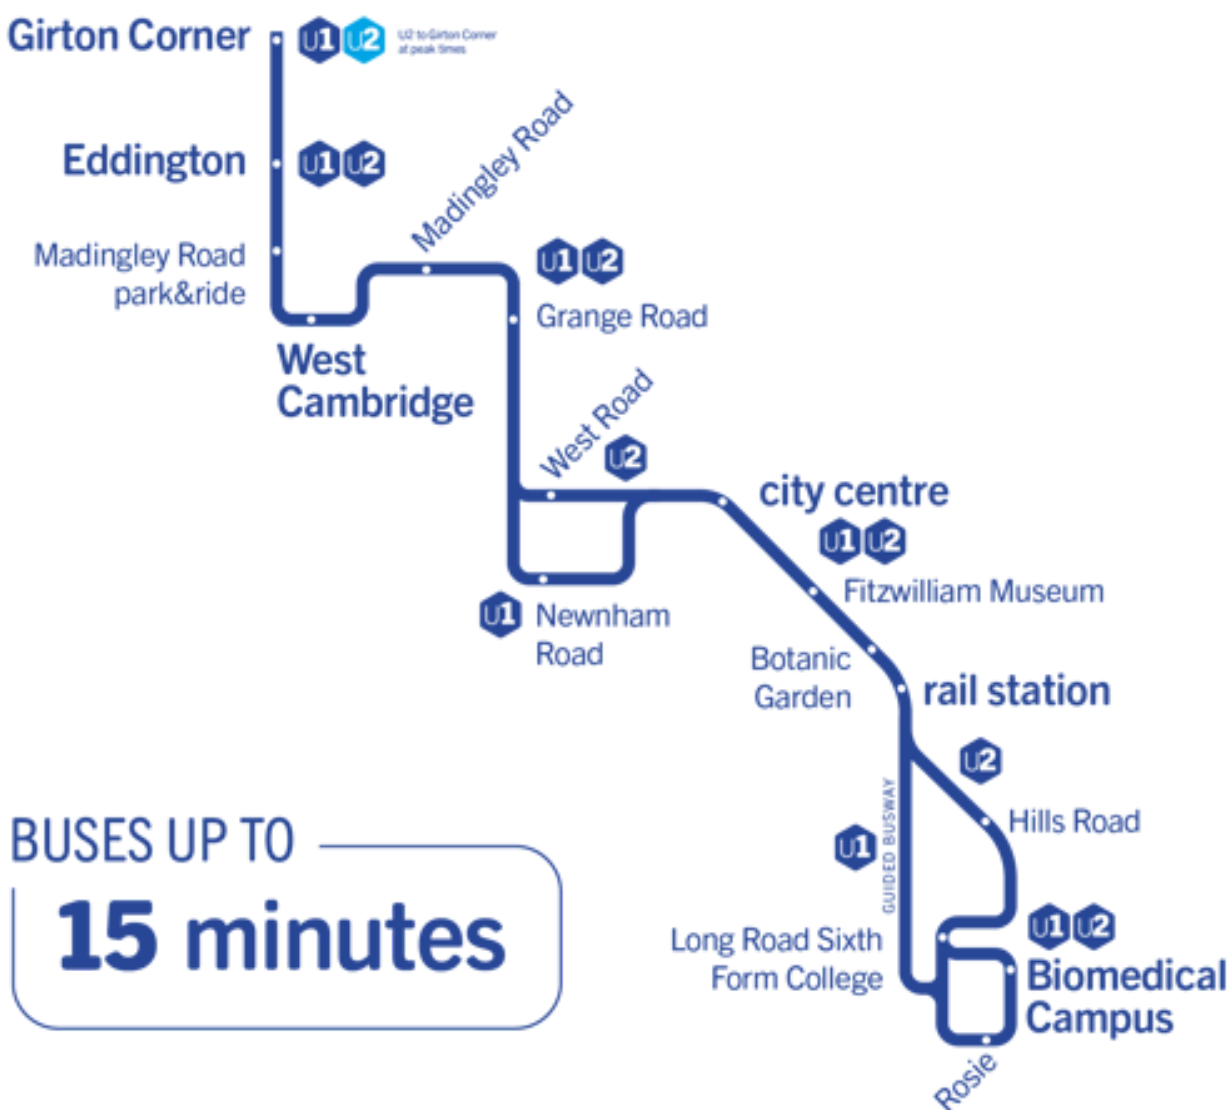 Girton Corner
U1 U2
U2 to Girton Corner
at peak times
Eddington
U1 U2
Madingley Road
park&ride
West
Cambridge
Madingley Road
U1 U2
Grange Road
West Road
U2
U1 Newnham
Road
city centre
U1 U2
Fitzwilliam Museum
Botanic
Garden
rail station
U2
Hills Road
U1
GUIDED BUSWAY
Long Road Sixth
Form College
U1 U2
Biomedical
Campus
Rosie
BUSES UP TO
15 minutes